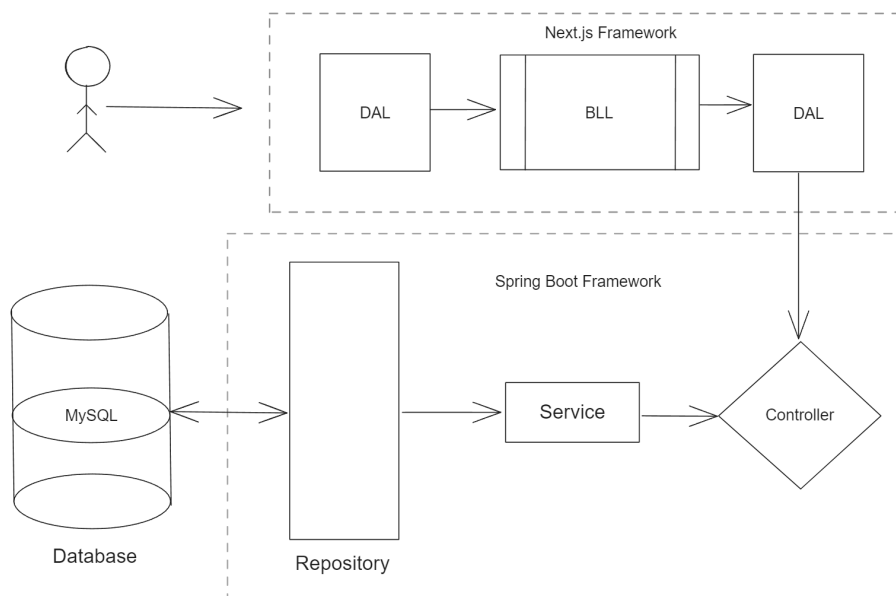 Next.js Framework
DAL
BLL
DAL
Spring Boot Framework
MySQL
Service
Controller
Database
Repository